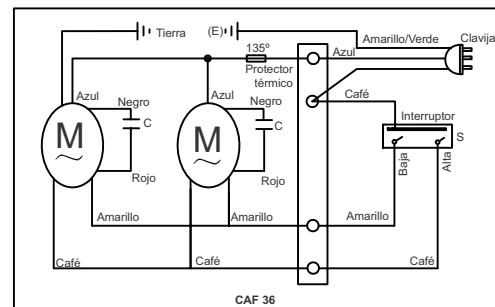 Tierra
(E)
Amarillo/Verde
Clavija
Azul
135º
Protector
térmico
Azul
Negro
C
M
Rojo
Azul
Negro
C
M
Rojo
Café
Interruptor
S
Baja
Alta
Amarillo
Amarillo
Amarillo
Café
Café
Café
CAF 36